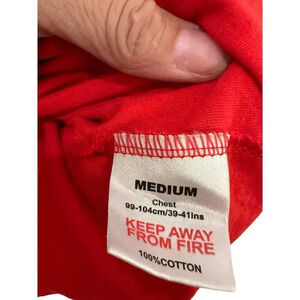 MEDIUM
Chest
99-104cm/39-41ins
KEEP AWAY
FROM FIRE
100%COTTON